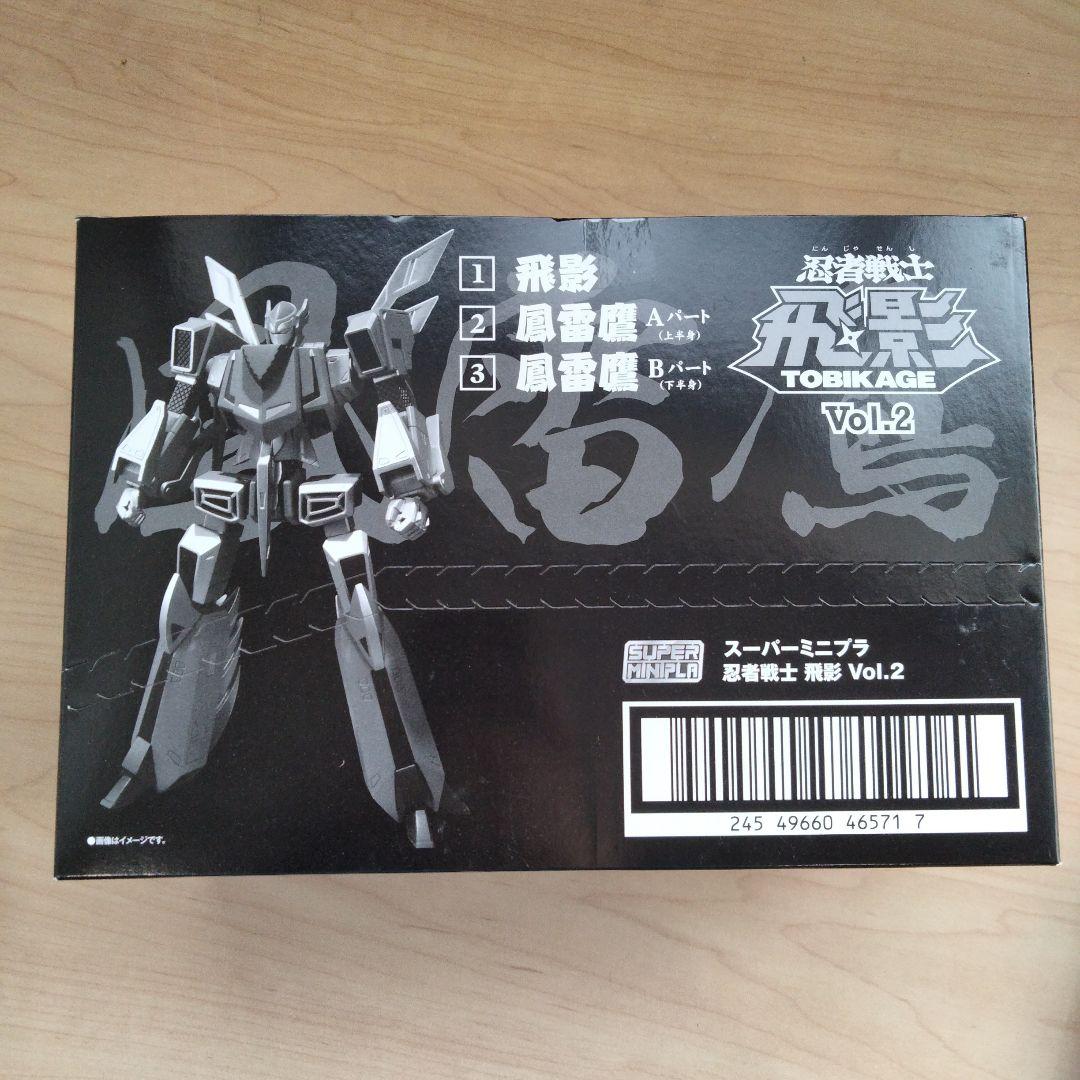 1 飛影
2 鳳雷鷹 Aパート
(上半身)
3 鳳雷鷹 Bパート
(下半身)
にん じゃ せん し
忍者戦士
飛影
TOBIKAGE
Vol.2
SUPER
MINIPLA
スーパーミニプラ
忍者戦士 飛影 Vol.2
245 49660 46571 7
●画像はイメージです。